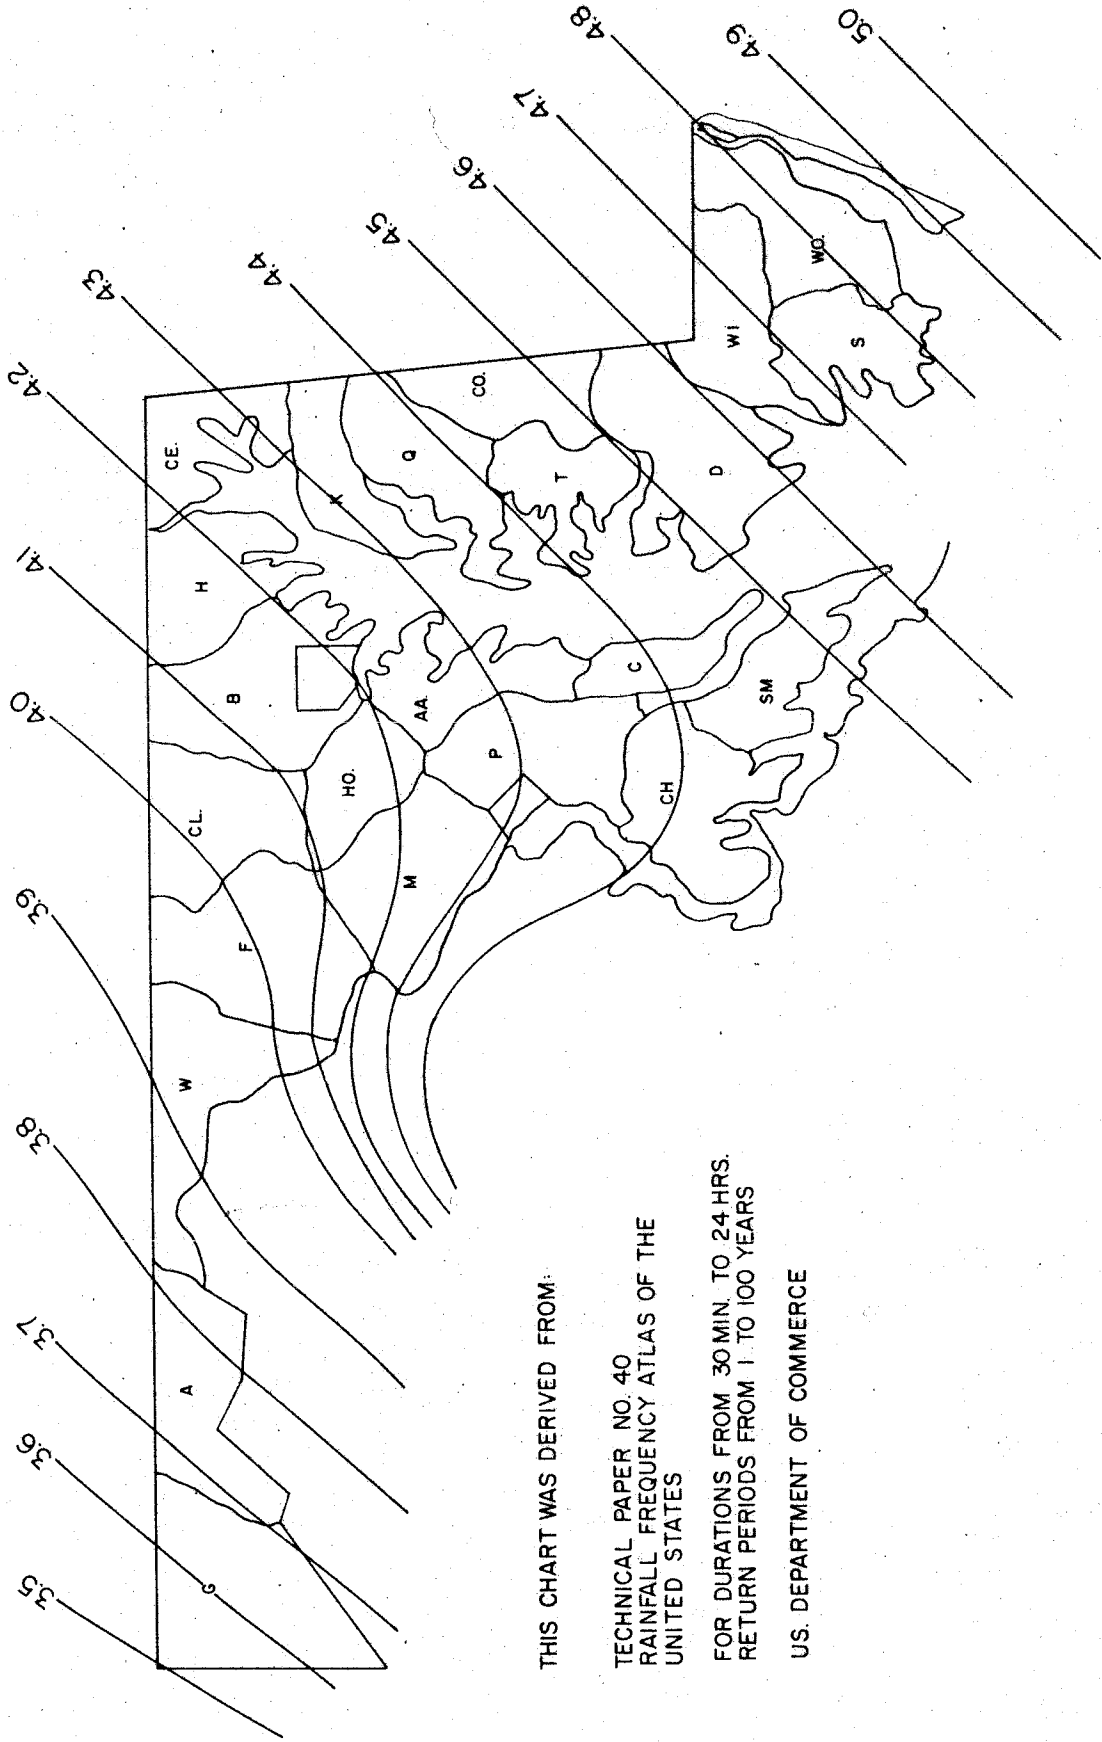 3.5
3.6
3.7
3.8
3.9
4.0
4.1
4.2
4.3
4.4
4.5
4.6
4.7
4.8
4.9
5.0
G
A
W
F
CL.
B
H
CE.
M
HO.
AA.
K
Q
P
CH
C
T
CO.
SM
D
WI
S
WO.
THIS CHART WAS DERIVED FROM:
TECHNICAL PAPER NO. 40
RAINFALL FREQUENCY ATLAS OF THE
UNITED STATES
FOR DURATIONS FROM 30 MIN. TO 24 HRS.
RETURN PERIODS FROM 1 TO 100 YEARS
US. DEPARTMENT OF COMMERCE